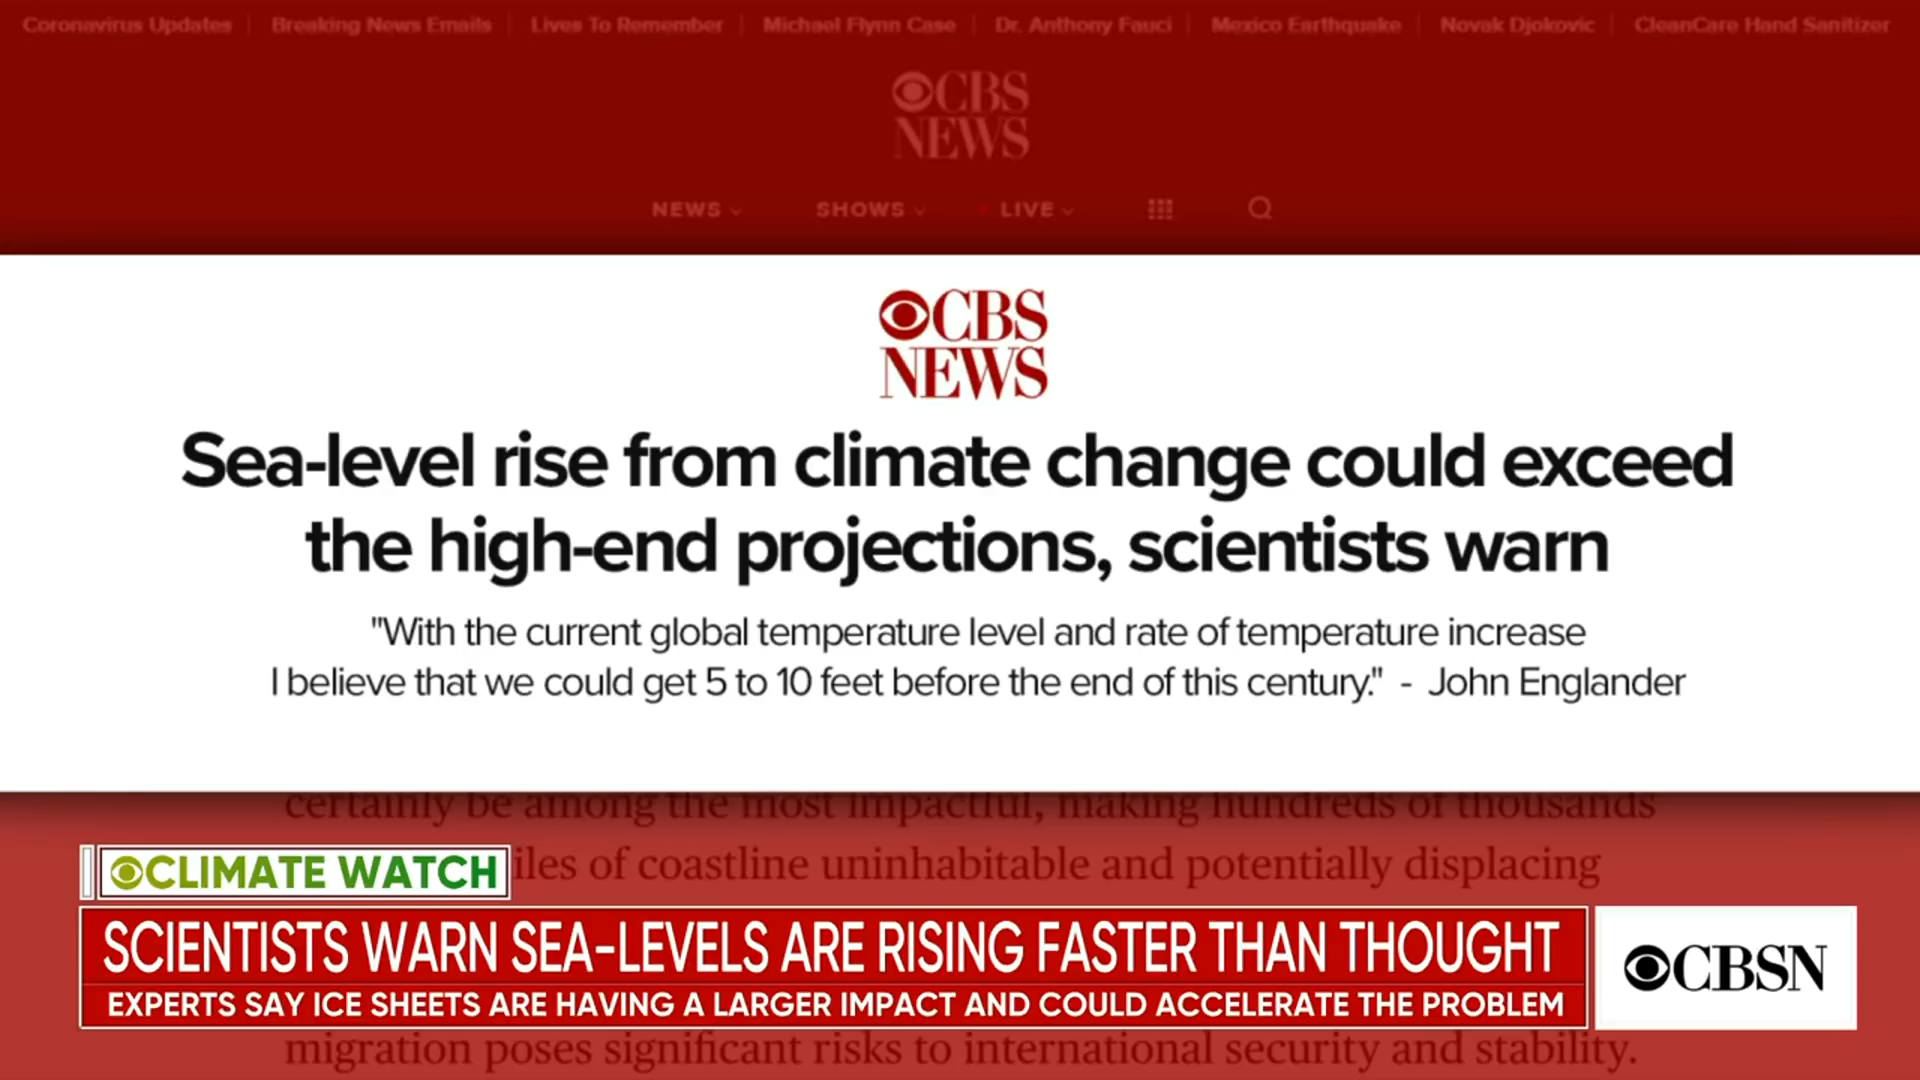 Coronavirus Updates Breaking News Emails Lives To Remember Michael Flynn Case Dr. Anthony Fauci Mexico Earthquake Novak Djokovic CleanCare Hand Sanitizer
CBS
NEWS
NEWS SHOWS LIVE
CBS
NEWS
Sea-level rise from climate change could exceed
the high-end projections, scientists warn
"With the current global temperature level and rate of temperature increase
I believe that we could get 5 to 10 feet before the end of this century." - John Englander
certainly be among the most impactful, making hundreds of thousands
CLIMATE WATCH
iles of coastline uninhabitable and potentially displacing
SCIENTISTS WARN SEA-LEVELS ARE RISING FASTER THAN THOUGHT
EXPERTS SAY ICE SHEETS ARE HAVING A LARGER IMPACT AND COULD ACCELERATE THE PROBLEM
CBSN
migration poses significant risks to international security and stability.